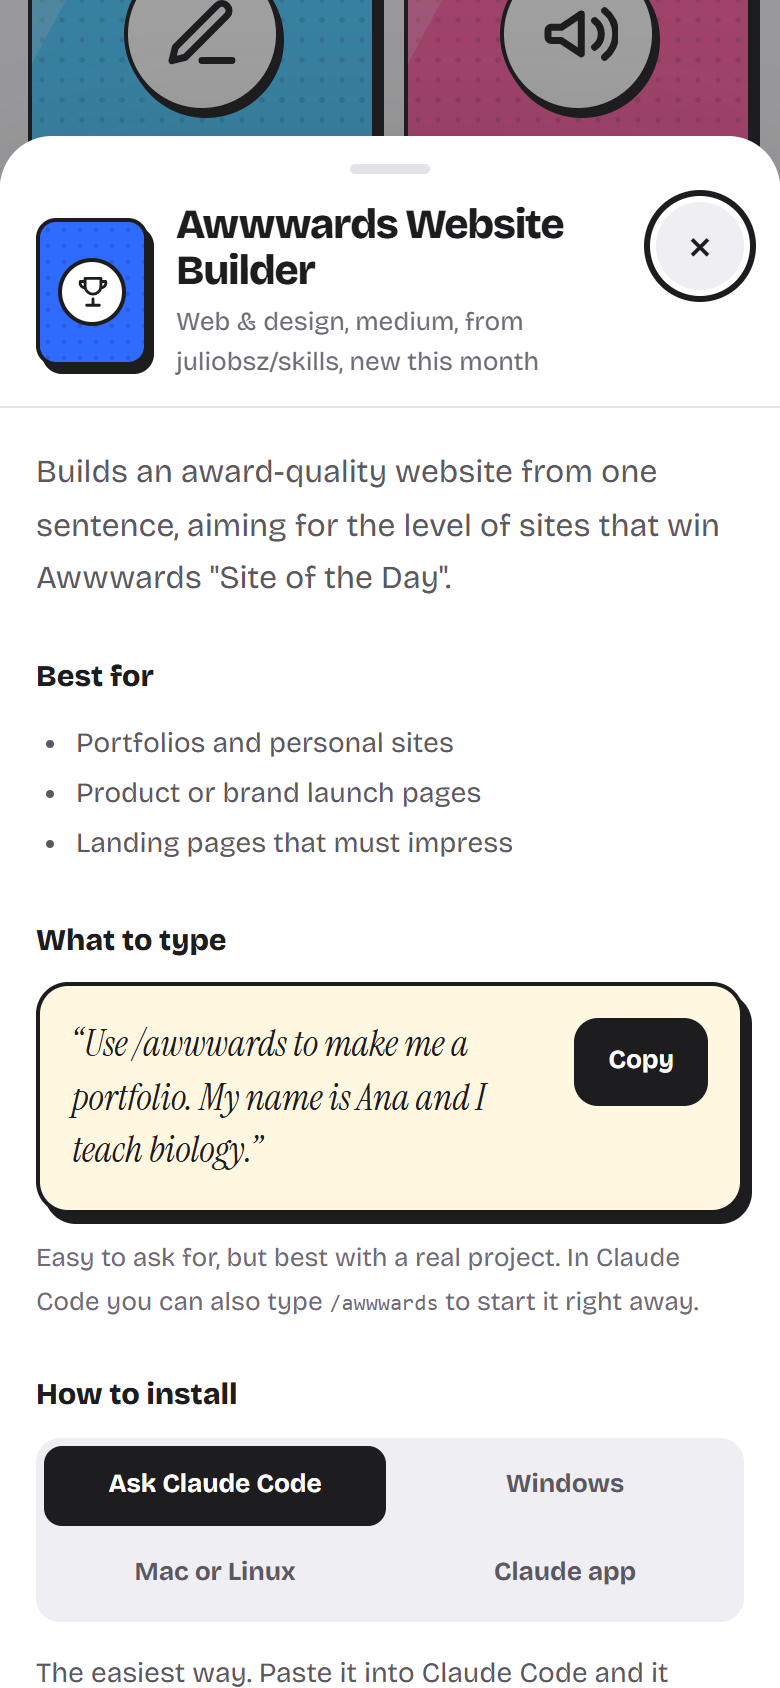 Awwwards Website
Builder
Web & design, medium, from
juliobsz/skills, new this month
Builds an award-quality website from one
sentence, aiming for the level of sites that win
Awwwards "Site of the Day".
Best for
• Portfolios and personal sites
• Product or brand launch pages
• Landing pages that must impress
What to type
“Use /awwwards to make me a
portfolio. My name is Ana and I
teach biology.”
Copy
Easy to ask for, but best with a real project. In Claude
Code you can also type /awwwards to start it right away.
How to install
Ask Claude Code
Windows
Mac or Linux
Claude app
The easiest way. Paste it into Claude Code and it